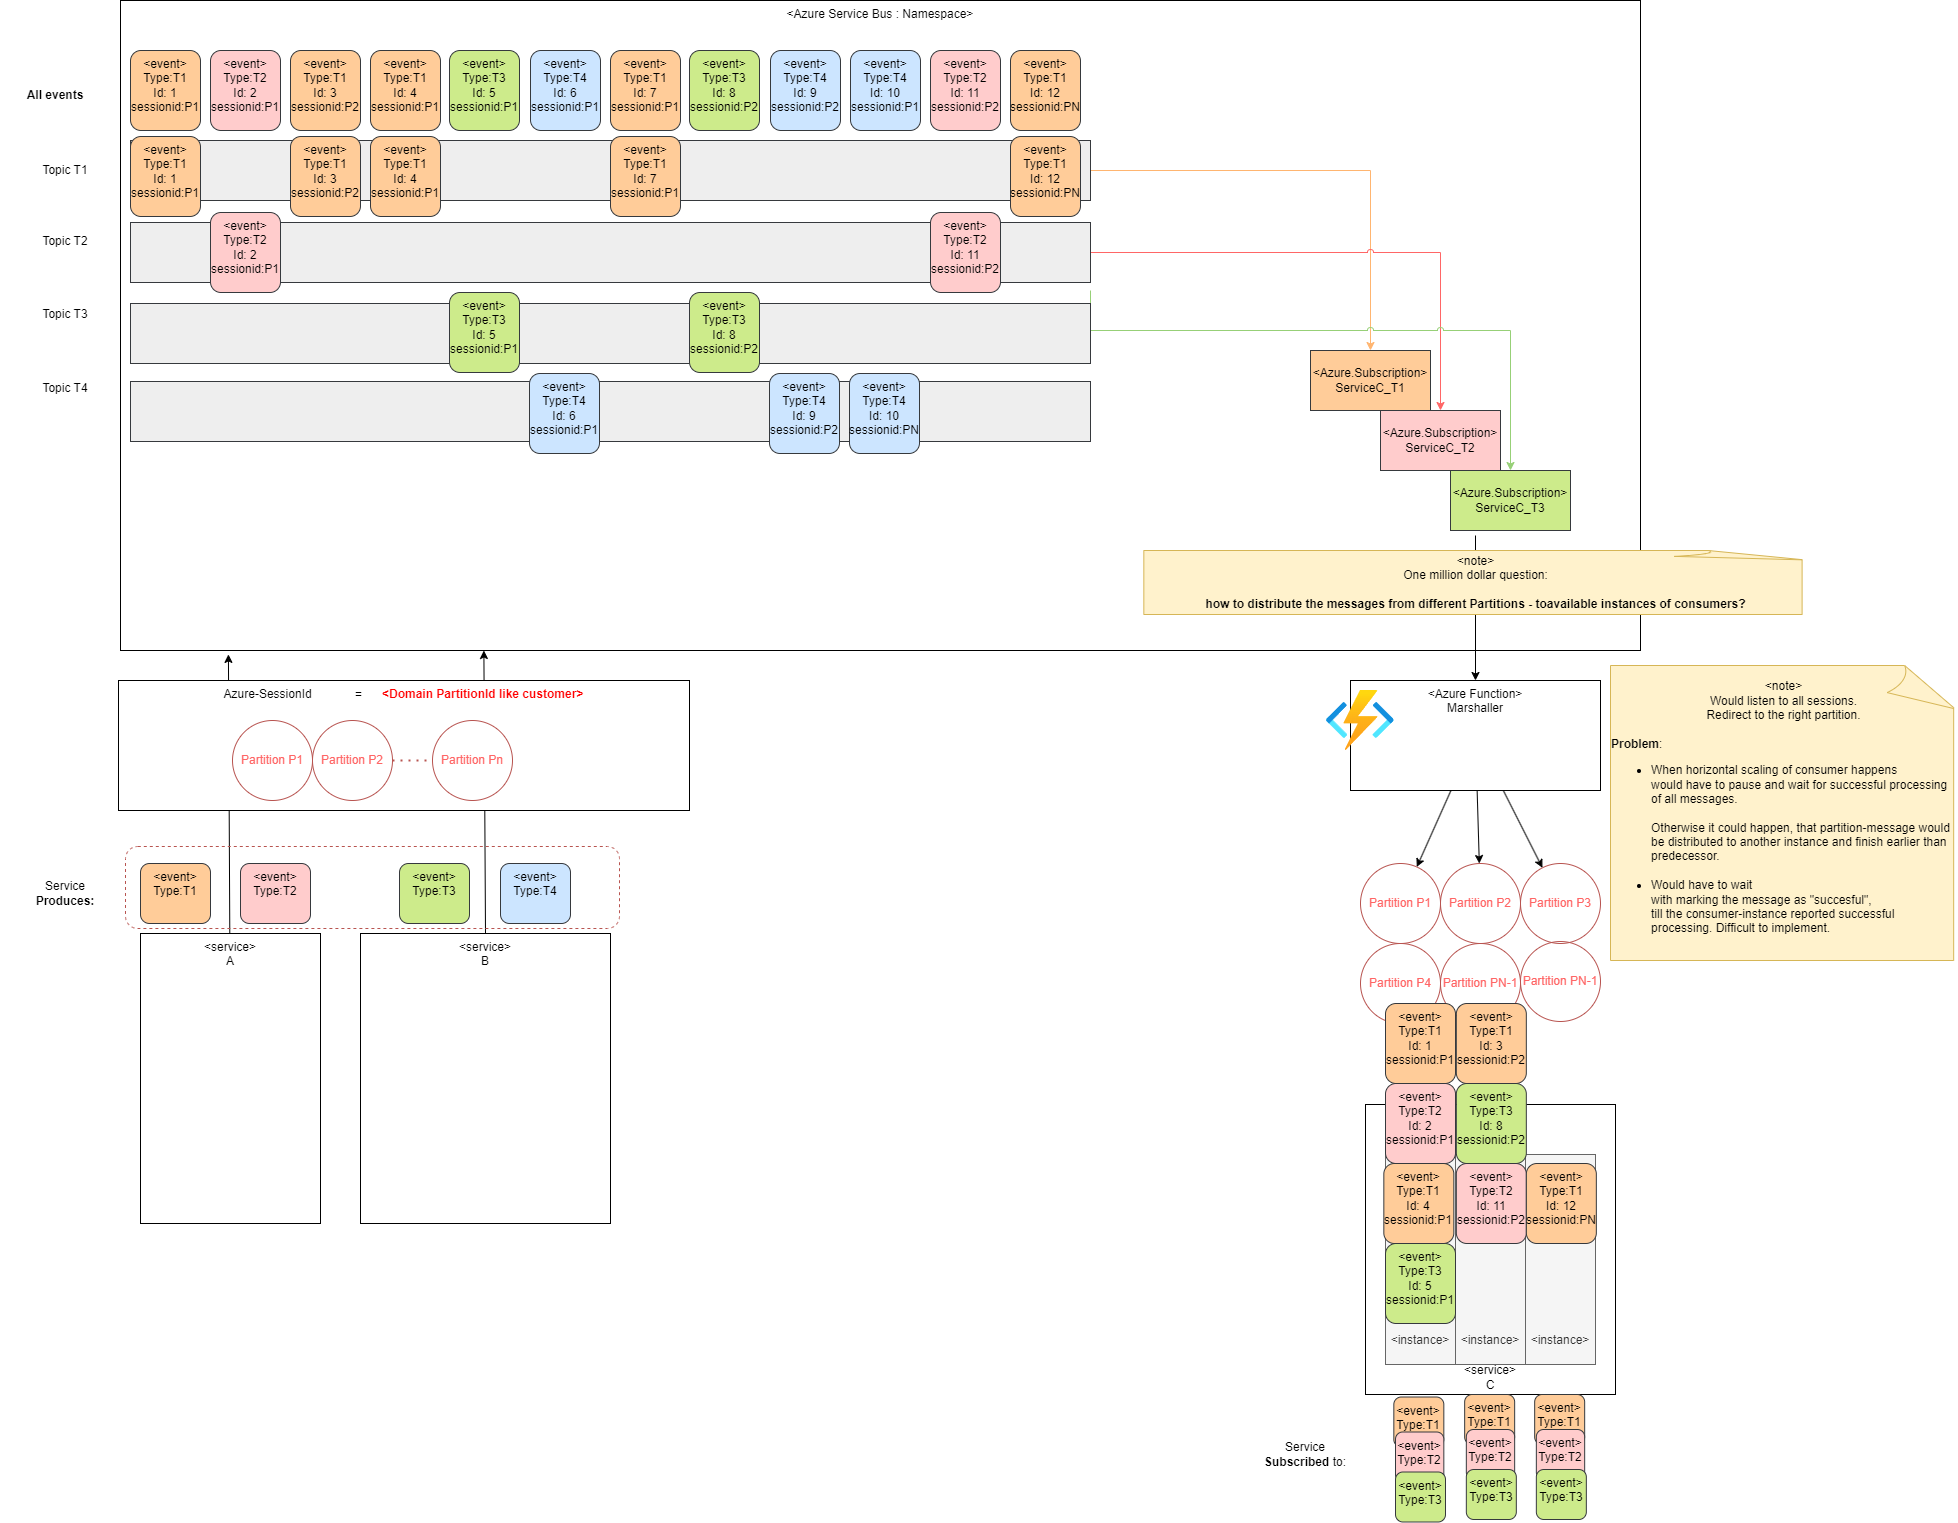 <Azure Service Bus : Namespace>
All events
<event>
Type:T1
Id: 1
sessionid:P1
<event>
Type:T2
Id: 2
sessionid:P1
<event>
Type:T1
Id: 3
sessionid:P2
<event>
Type:T1
Id: 4
sessionid:P1
<event>
Type:T3
Id: 5
sessionid:P1
<event>
Type:T4
Id: 6
sessionid:P1
<event>
Type:T1
Id: 7
sessionid:P1
<event>
Type:T3
Id: 8
sessionid:P2
<event>
Type:T4
Id: 9
sessionid:P2
<event>
Type:T4
Id: 10
sessionid:P1
<event>
Type:T2
Id: 11
sessionid:P2
<event>
Type:T1
Id: 12
sessionid:PN
Topic T1
<event>
Type:T1
Id: 1
sessionid:P1
<event>
Type:T1
Id: 3
sessionid:P2
<event>
Type:T1
Id: 4
sessionid:P1
<event>
Type:T1
Id: 7
sessionid:P1
<event>
Type:T1
Id: 12
sessionid:PN
Topic T2
<event>
Type:T2
Id: 2
sessionid:P1
<event>
Type:T2
Id: 11
sessionid:P2
Topic T3
<event>
Type:T3
Id: 5
sessionid:P1
<event>
Type:T3
Id: 8
sessionid:P2
Topic T4
<event>
Type:T4
Id: 6
sessionid:P1
<event>
Type:T4
Id: 9
sessionid:P2
<event>
Type:T4
Id: 10
sessionid:PN
<Azure.Subscription>
ServiceC_T1
<Azure.Subscription>
ServiceC_T2
<Azure.Subscription>
ServiceC_T3
<note>
One million dollar question:
how to distribute the messages from different Partitions - toavailable instances of consumers?
Azure-SessionId = <Domain PartitionId like customer>
Partition P1
Partition P2
Partition Pn
Service
Produces:
<event>
Type:T1
<event>
Type:T2
<event>
Type:T3
<event>
Type:T4
<service>
A
<service>
B
<Azure Function>
Marshaller
<note>
Would listen to all sessions.
Redirect to the right partition.
Problem:
• When horizontal scaling of consumer happens
would have to pause and wait for successful processing
of all messages.
Otherwise it could happen, that partition-message would
be distributed to another instance and finish earlier than
predecessor.
• Would have to wait
with marking the message as "succesful",
till the consumer-instance reported successful
processing. Difficult to implement.
Partition P1
Partition P2
Partition P3
Partition P4
Partition PN-1
Partition PN-1
<event>
Type:T1
Id: 1
sessionid:P1
<event>
Type:T1
Id: 3
sessionid:P2
<event>
Type:T2
Id: 2
sessionid:P1
<event>
Type:T3
Id: 8
sessionid:P2
<event>
Type:T1
Id: 4
sessionid:P1
<event>
Type:T2
Id: 11
sessionid:P2
<event>
Type:T1
Id: 12
sessionid:PN
<event>
Type:T3
Id: 5
sessionid:P1
<instance>
<instance>
<instance>
<service>
C
Service
Subscribed to:
<event>
Type:T1
<event>
Type:T2
<event>
Type:T3
<event>
Type:T1
<event>
Type:T2
<event>
Type:T3
<event>
Type:T1
<event>
Type:T2
<event>
Type:T3